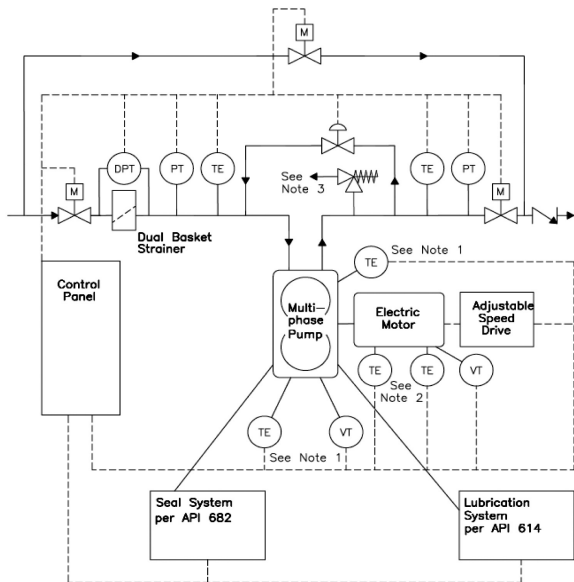 M
DPT
PT
TE
TE
PT
M
M
See
Note 3
Dual Basket
Strainer
See Note 1
TE
Control
Panel
Multi-
phase
Pump
Electric
Motor
Adjustable
Speed
Drive
TE
See
Note 2
TE
VT
TE
VT
See Note 1
Seal System
per API 682
Lubrication
System
per API 614